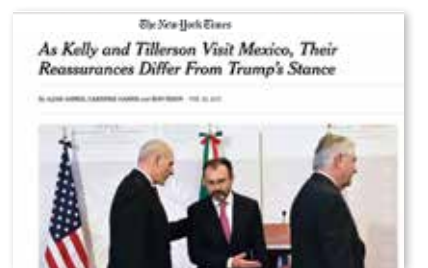 The New York Times
As Kelly and Tillerson Visit Mexico, Their
Reassurances Differ From Trump's Stance